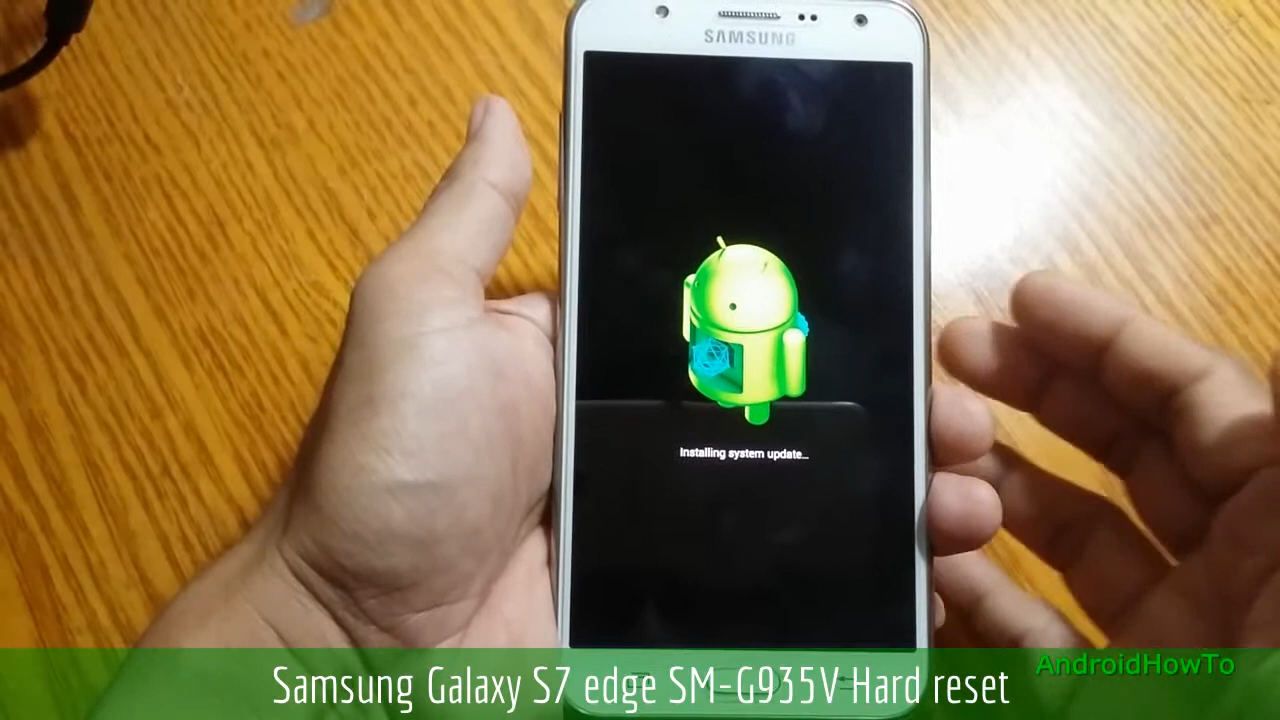 SAMSUNG
Installing system update...
AndroidHowTo
Samsung Galaxy S7 edge SM-G935V Hard reset